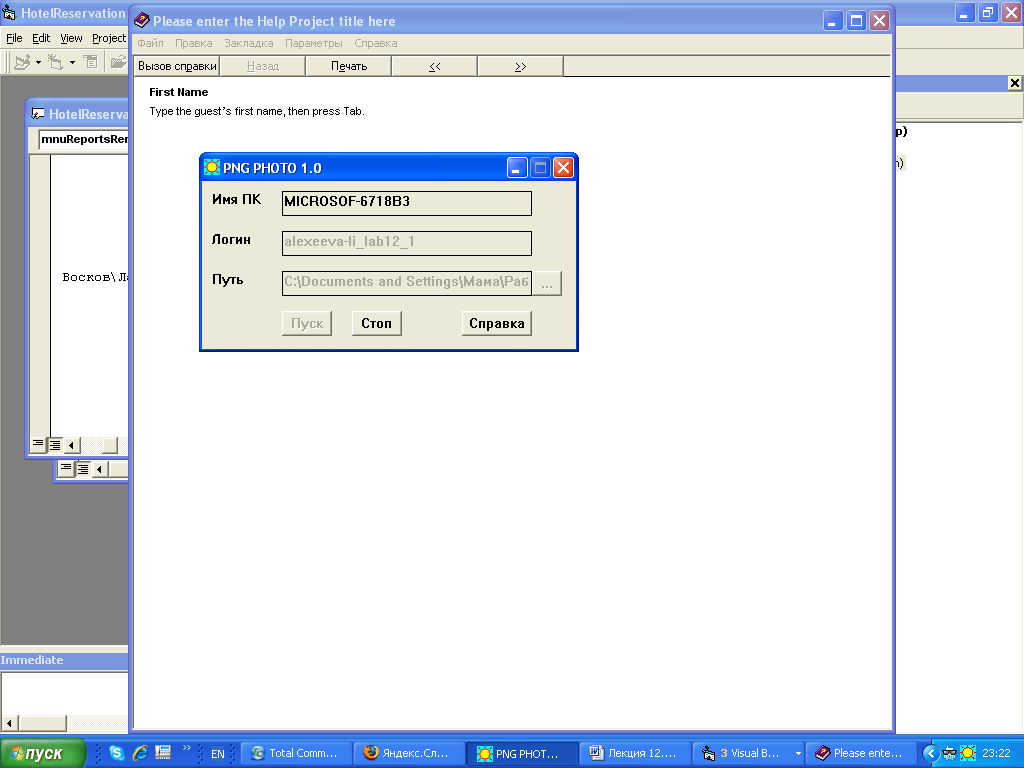 HotelReservation
Please enter the Help Project title here
File Edit View Project
Файл Правка Закладка Параметры Справка
Вызов справки Назад Печать << >>
First Name
Type the guest's first name, then press Tab.
HotelReserva
mnuReportsRen
p)
n)
PNG PHOTO 1.0
Имя ПК MICROSOF-6718B3
Логин alexeeva-li_lab12_1
Путь C:\Documents and Settings\Мама\Раб ...
Пуск Стоп Справка
Восков\Ла
Immediate
пуск
EN
Total Comm...
Яндекс.Сл...
PNG PHOT...
Лекция 12....
3 Visual B...
Please ente...
23:22